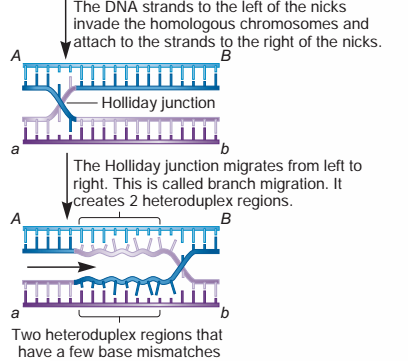 The DNA strands to the left of the nicks
invade the homologous chromosomes and
attach to the strands to the right of the nicks.
A B
Holliday junction
a b
The Holliday junction migrates from left to
right. This is called branch migration. It
creates 2 heteroduplex regions.
A B
a b
Two heteroduplex regions that
have a few base mismatches